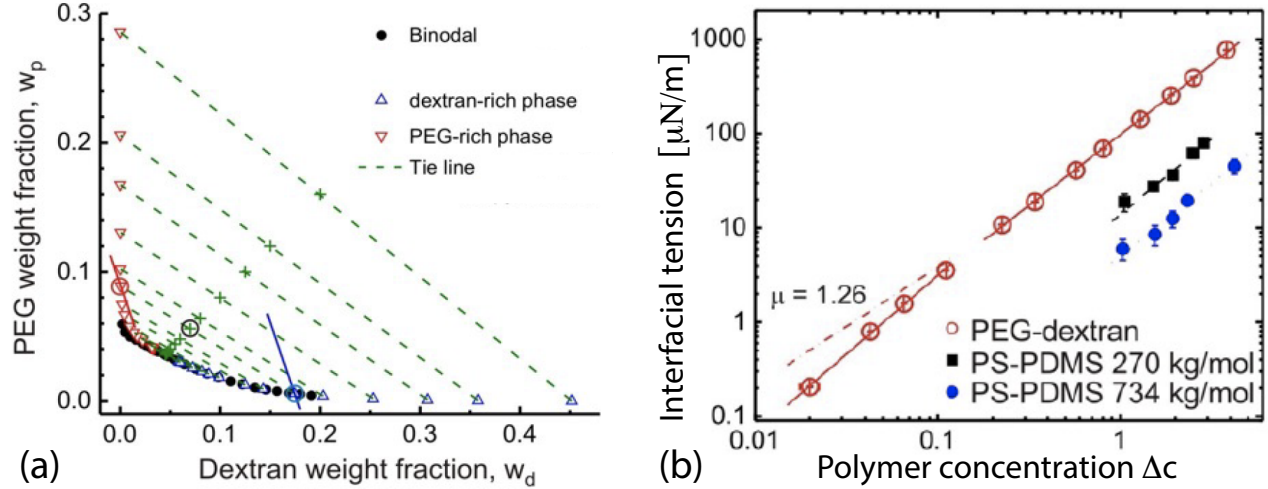 PEG weight fraction, wp
0.3
0.2
0.1
0.0
0.0 0.1 0.2 0.3 0.4
Dextran weight fraction, wd
Binodal
dextran-rich phase
PEG-rich phase
Tie line
(a)
Interfacial tension [µN/m]
1000
100
10
1
0.1
0.01 0.1 1
Polymer concentration Δc
µ = 1.26
PEG-dextran
PS-PDMS 270 kg/mol
PS-PDMS 734 kg/mol
(b)